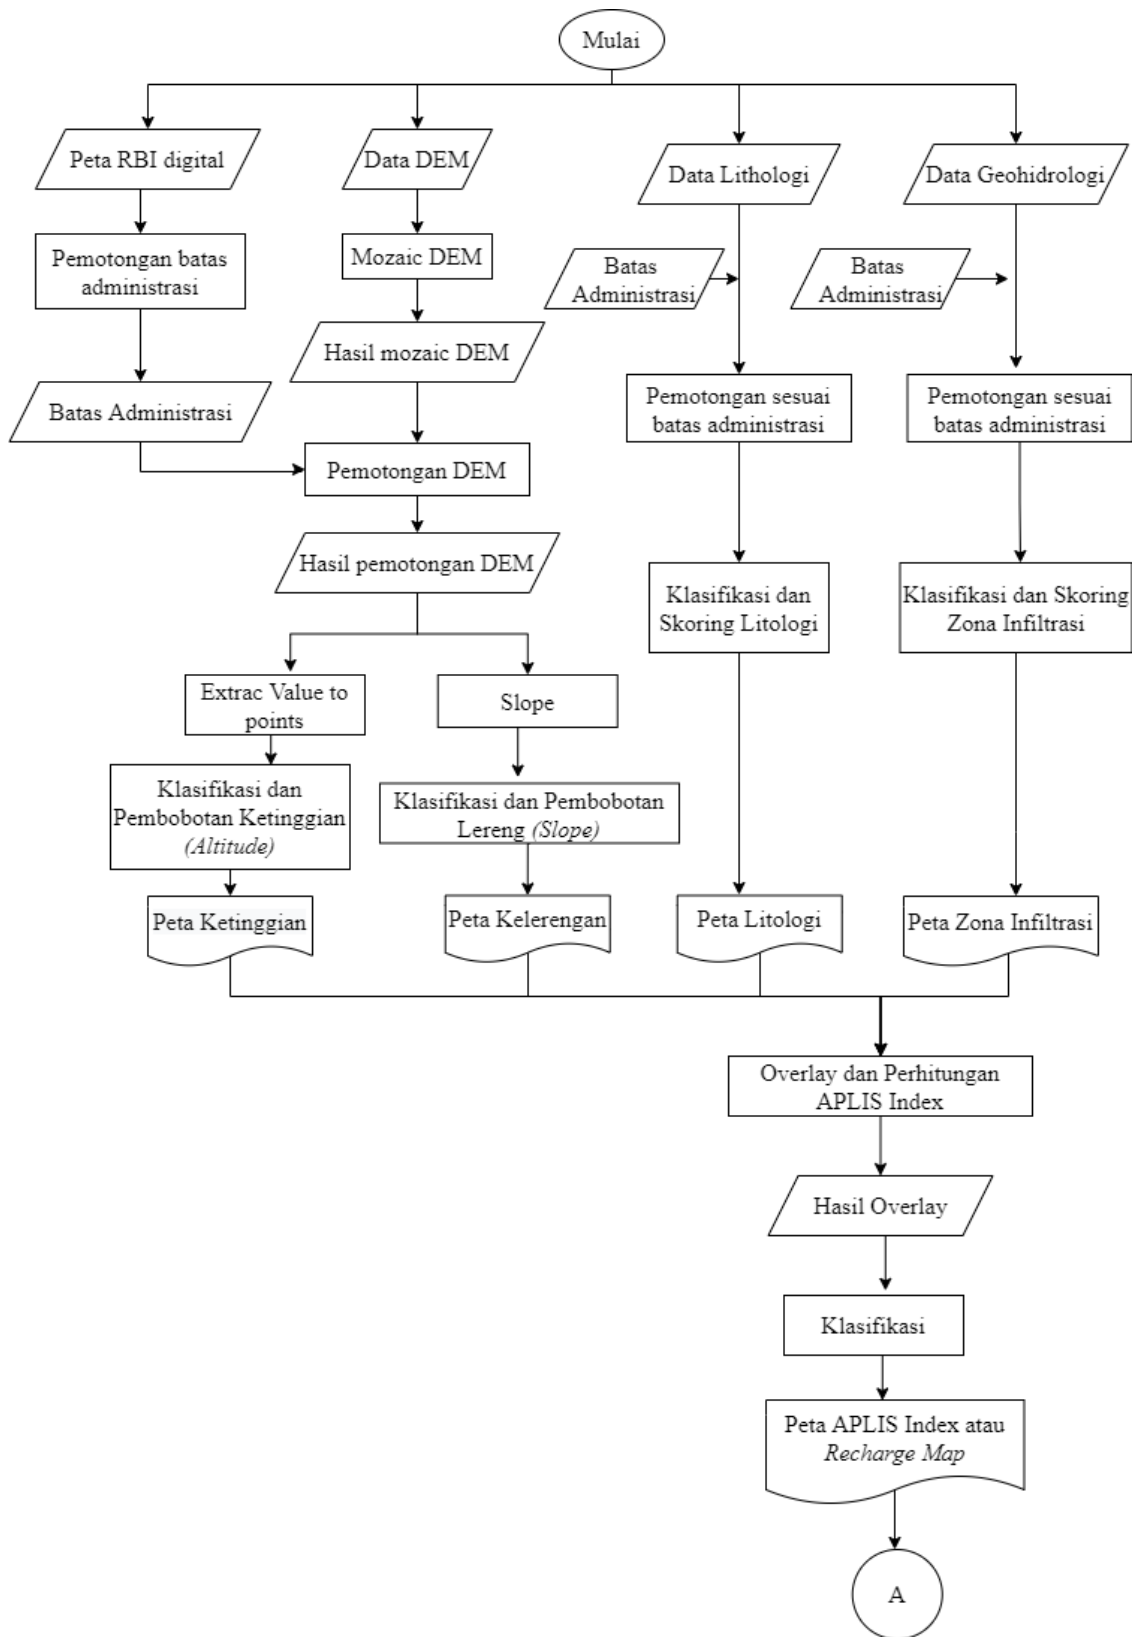 Mulai
Peta RBI digital
Data DEM
Data Lithologi
Data Geohidrologi
Pemotongan batas
administrasi
Mozaic DEM
Batas
Administrasi
Batas
Administrasi
Hasil mozaic DEM
Batas Administrasi
Pemotongan sesuai
batas administrasi
Pemotongan sesuai
batas administrasi
Pemotongan DEM
Hasil pemotongan DEM
Klasifikasi dan
Skoring Litologi
Klasifikasi dan Skoring
Zona Infiltrasi
Extrac Value to
points
Slope
Klasifikasi dan
Pembobotan Ketinggian
(Altitude)
Klasifikasi dan Pembobotan
Lereng (Slope)
Peta Ketinggian
Peta Kelerengan
Peta Litologi
Peta Zona Infiltrasi
Overlay dan Perhitungan
APLIS Index
Hasil Overlay
Klasifikasi
Peta APLIS Index atau
Recharge Map
A